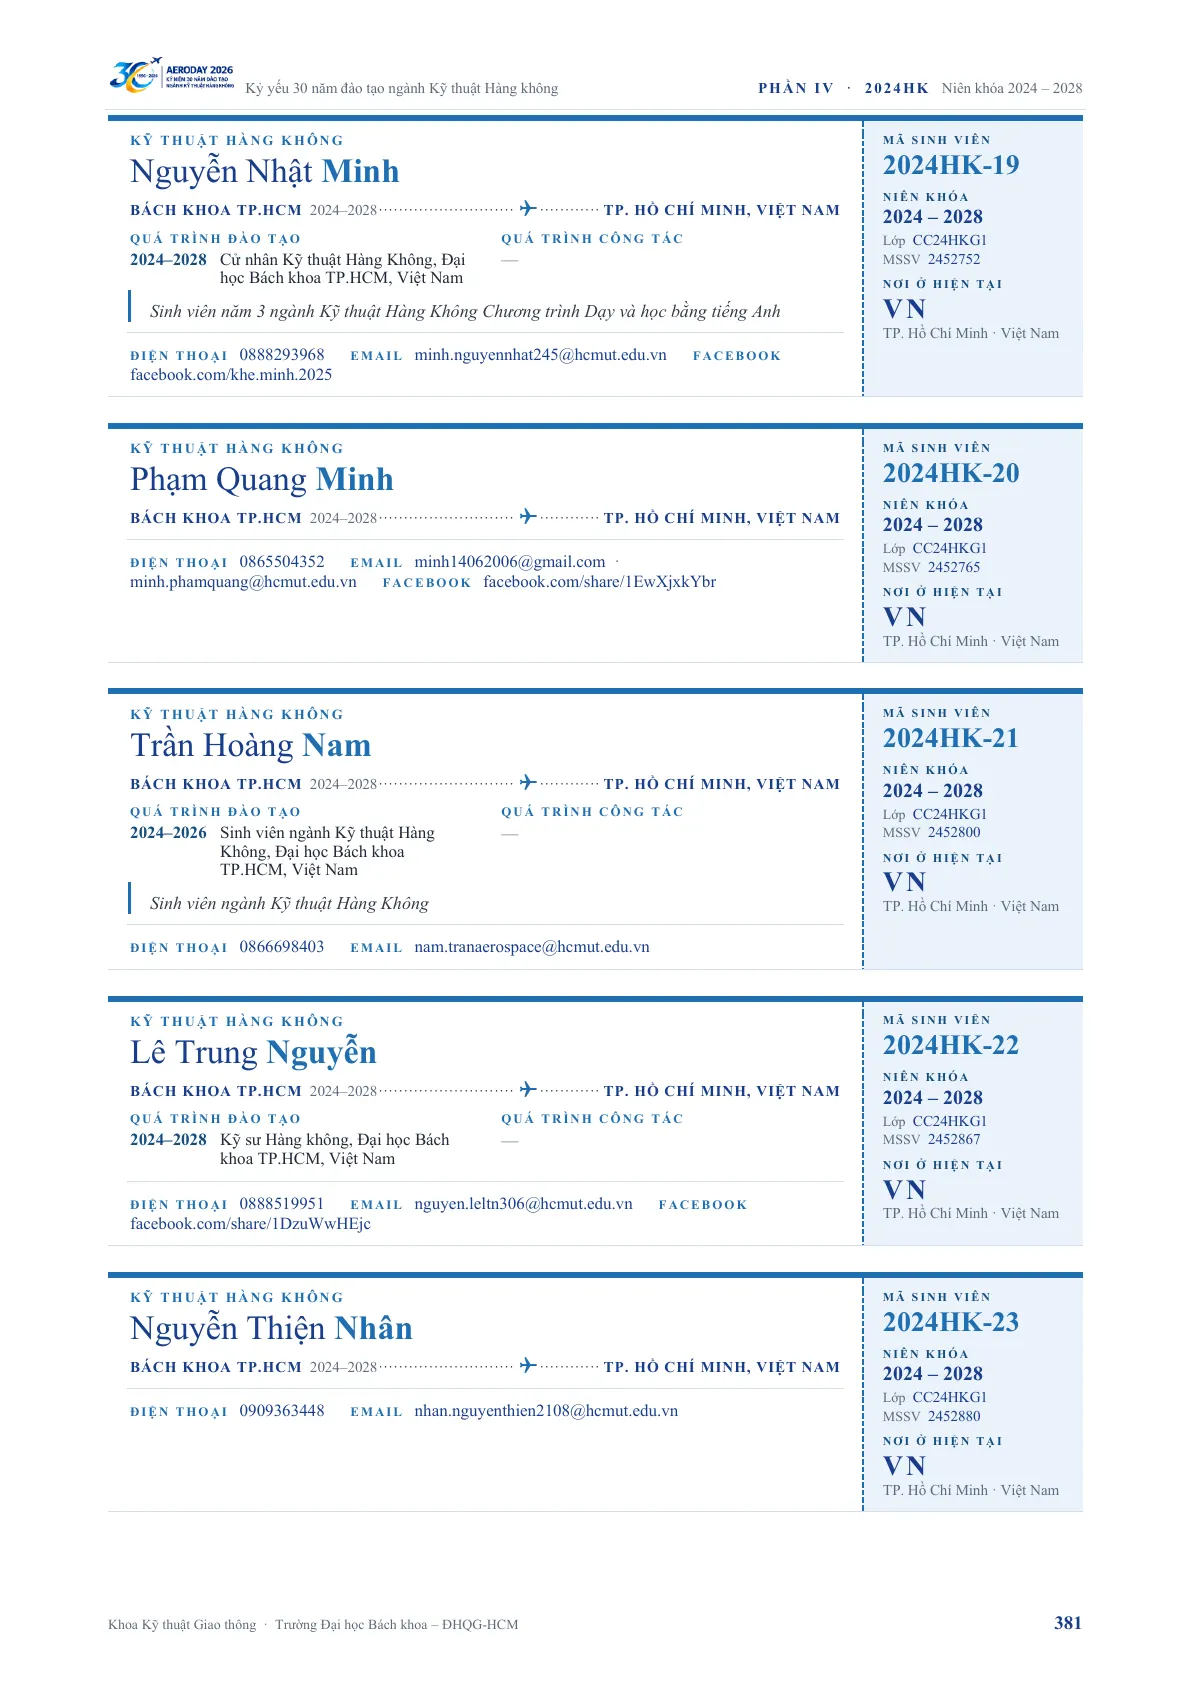 AERODAY 2026
KỶ NIỆM 30 NĂM ĐÀO TẠO
NGÀNH KỸ THUẬT HÀNG KHÔNG
Kỷ yếu 30 năm đào tạo ngành Kỹ thuật Hàng không
PHẦN IV · 2024HK Niên khóa 2024 – 2028
KỸ THUẬT HÀNG KHÔNG
Nguyễn Nhật Minh
BÁCH KHOA TP.HCM 2024–2028 TP. HỒ CHÍ MINH, VIỆT NAM
QUÁ TRÌNH ĐÀO TẠO
2024–2028 Cử nhân Kỹ thuật Hàng Không, Đại
học Bách khoa TP.HCM, Việt Nam
QUÁ TRÌNH CÔNG TÁC
—
Sinh viên năm 3 ngành Kỹ thuật Hàng Không Chương trình Dạy và học bằng tiếng Anh
ĐIỆN THOẠI 0888293968 EMAIL minh.nguyennhat245@hcmut.edu.vn FACEBOOK
facebook.com/khe.minh.2025
MÃ SINH VIÊN
2024HK-19
NIÊN KHÓA
2024 – 2028
Lớp CC24HKG1
MSSV 2452752
NƠI Ở HIỆN TẠI
VN
TP. Hồ Chí Minh · Việt Nam
KỸ THUẬT HÀNG KHÔNG
Phạm Quang Minh
BÁCH KHOA TP.HCM 2024–2028 TP. HỒ CHÍ MINH, VIỆT NAM
ĐIỆN THOẠI 0865504352 EMAIL minh14062006@gmail.com ·
minh.phamquang@hcmut.edu.vn FACEBOOK facebook.com/share/1EwXjxkYbr
MÃ SINH VIÊN
2024HK-20
NIÊN KHÓA
2024 – 2028
Lớp CC24HKG1
MSSV 2452765
NƠI Ở HIỆN TẠI
VN
TP. Hồ Chí Minh · Việt Nam
KỸ THUẬT HÀNG KHÔNG
Trần Hoàng Nam
BÁCH KHOA TP.HCM 2024–2028 TP. HỒ CHÍ MINH, VIỆT NAM
QUÁ TRÌNH ĐÀO TẠO
2024–2026 Sinh viên ngành Kỹ thuật Hàng
Không, Đại học Bách khoa
TP.HCM, Việt Nam
QUÁ TRÌNH CÔNG TÁC
—
Sinh viên ngành Kỹ thuật Hàng Không
ĐIỆN THOẠI 0866698403 EMAIL nam.tranaerospace@hcmut.edu.vn
MÃ SINH VIÊN
2024HK-21
NIÊN KHÓA
2024 – 2028
Lớp CC24HKG1
MSSV 2452800
NƠI Ở HIỆN TẠI
VN
TP. Hồ Chí Minh · Việt Nam
KỸ THUẬT HÀNG KHÔNG
Lê Trung Nguyễn
BÁCH KHOA TP.HCM 2024–2028 TP. HỒ CHÍ MINH, VIỆT NAM
QUÁ TRÌNH ĐÀO TẠO
2024–2028 Kỹ sư Hàng không, Đại học Bách
khoa TP.HCM, Việt Nam
QUÁ TRÌNH CÔNG TÁC
—
ĐIỆN THOẠI 0888519951 EMAIL nguyen.leltn306@hcmut.edu.vn FACEBOOK
facebook.com/share/1DzuWwHEjc
MÃ SINH VIÊN
2024HK-22
NIÊN KHÓA
2024 – 2028
Lớp CC24HKG1
MSSV 2452867
NƠI Ở HIỆN TẠI
VN
TP. Hồ Chí Minh · Việt Nam
KỸ THUẬT HÀNG KHÔNG
Nguyễn Thiện Nhân
BÁCH KHOA TP.HCM 2024–2028 TP. HỒ CHÍ MINH, VIỆT NAM
ĐIỆN THOẠI 0909363448 EMAIL nhan.nguyenthien2108@hcmut.edu.vn
MÃ SINH VIÊN
2024HK-23
NIÊN KHÓA
2024 – 2028
Lớp CC24HKG1
MSSV 2452880
NƠI Ở HIỆN TẠI
VN
TP. Hồ Chí Minh · Việt Nam
Khoa Kỹ thuật Giao thông · Trường Đại học Bách khoa – ĐHQG-HCM
381